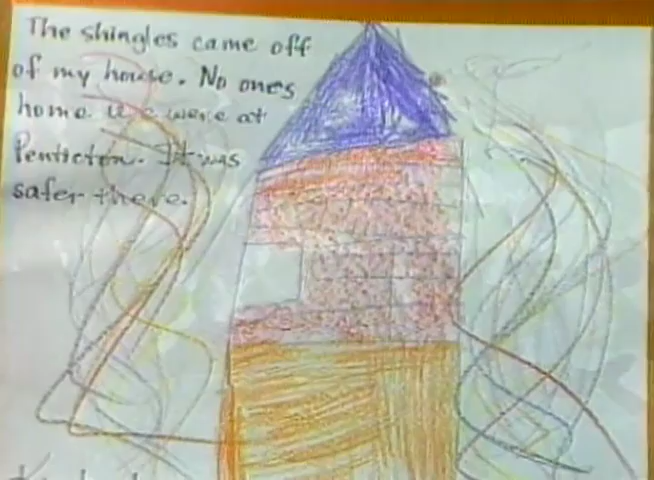 The shingles came off
of my house. No ones
home. We were at
Penticton. It was
safer there.